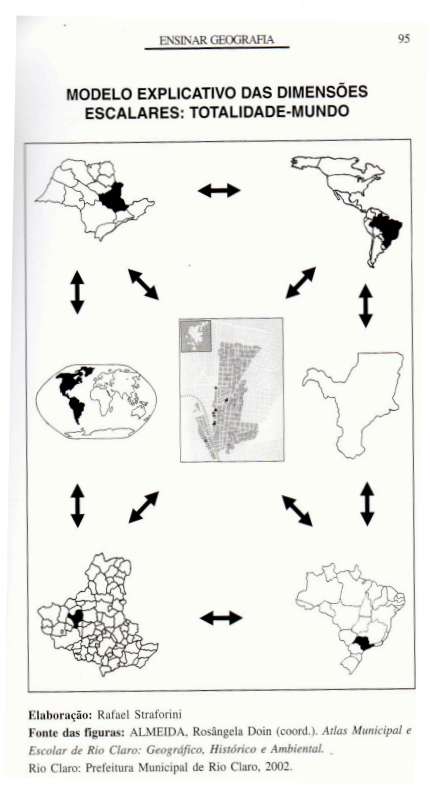 ENSINAR GEOGRAFIA 95
MODELO EXPLICATIVO DAS DIMENSÕES
ESCALARES: TOTALIDADE-MUNDO
Elaboração: Rafael Straforini
Fonte das figuras: ALMEIDA, Rosângela Doin (coord.). Atlas Municipal e
Escolar de Rio Claro: Geográfico, Histórico e Ambiental.
Rio Claro: Prefeitura Municipal de Rio Claro, 2002.